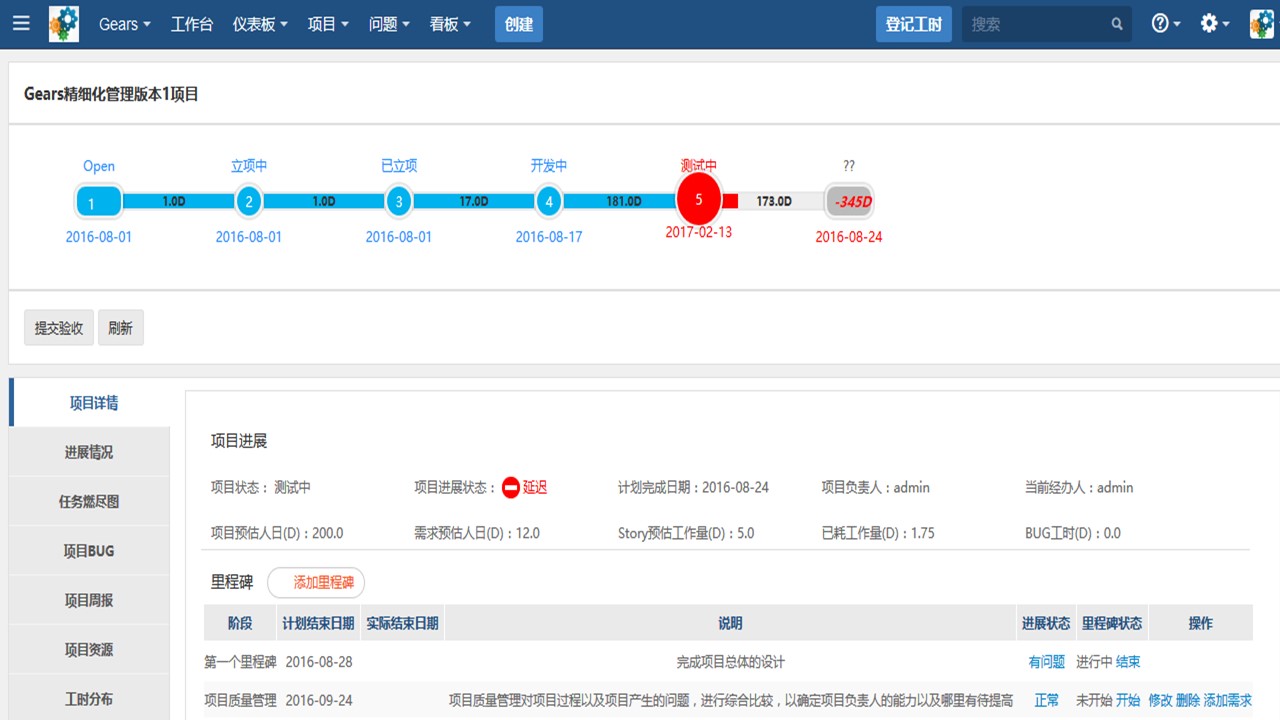 Gears 工作台 仪表板 项目 问题 看板 创建 登记工时 搜索
Gears精细化管理版本1项目
Open 立项中 已立项 开发中 测试中 ??
1 1.0D 2 1.0D 3 17.0D 4 181.0D 5 173.0D -345D
2016-08-01 2016-08-01 2016-08-01 2016-08-17 2017-02-13 2016-08-24
提交验收 刷新
项目详情
进展情况
任务燃尽图
项目BUG
项目周报
项目资源
工时分布
项目进展
项目状态： 测试中 项目进展状态： 延迟 计划完成日期：2016-08-24 项目负责人：admin 当前经办人：admin
项目预估人日(D)：200.0 需求预估人日(D)：12.0 Story预估工作量(D)：5.0 已耗工作量(D)：1.75 BUG工时(D)：0.0
里程碑 添加里程碑
阶段 计划结束日期 实际结束日期 说明 进展状态 里程碑状态 操作
第一个里程碑 2016-08-28 完成项目总体的设计 有问题 进行中 结束
项目质量管理 2016-09-24 项目质量管理对项目过程以及项目产生的问题，进行综合比较，以确定项目负责人的能力以及哪里有待提高 正常 未开始 开始 修改 删除 添加需求